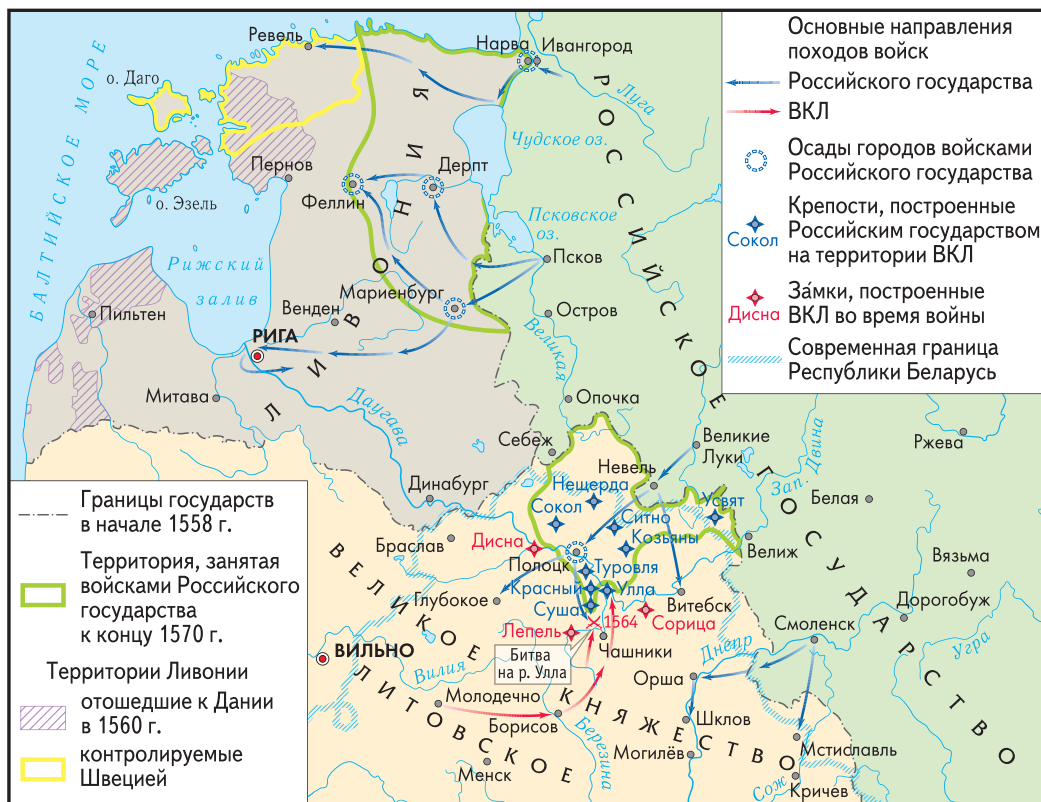 Основные направления
походов войск
Российского государства
ВКЛ
Осады городов войсками
Российского государства
Сокол
Крепости, построенные
Российским государством
на территории ВКЛ
Дисна
За́мки, построенные
ВКЛ во время войны
Современная граница
Республики Беларусь
Границы государств
в начале 1558 г.
Территория, занятая
войсками Российского
государства
к концу 1570 г.
Территории Ливонии
отошедшие к Дании
в 1560 г.
контролируемые
Швецией
БАЛТИЙСКОЕ МОРЕ
Ревель
Нарва
Ивангород
о. Даго
Луга
Чудское оз.
Пернов
Дерпт
Феллин
о. Эзель
Псковское
оз.
Псков
Рижский
залив
Мариенбург
Остров
Венден
Пильтен
РИГА
Великая
Митава
Даугава
Опочка
ЛИВОНИЯ
РОССИЙСКОЕ ГОСУДАРСТВО
Себеж
Великие
Луки
Зап. Двина
Ржева
Невель
Динабург
Нещерда
Сокол
Ситно
Усвят
Белая
Козьяны
Дисна
Браслав
Полоцк
Велиж
Вязьма
Туровля
Красный
Улла
Глубокое
Суша
Витебск
Дорогобуж
1564
Сорица
Лепель
Смоленск
Битва
на р. Улла
Чашники
Днепр
Угра
ВИЛЬНО
Вилия
Орша
Молодечно
Борисов
Шклов
Березина
Могилёв
Мстиславль
Менск
Сож
Кричев
ВЕЛИКОЕ
КНЯЖЕСТВО
ЛИТОВСКОЕ